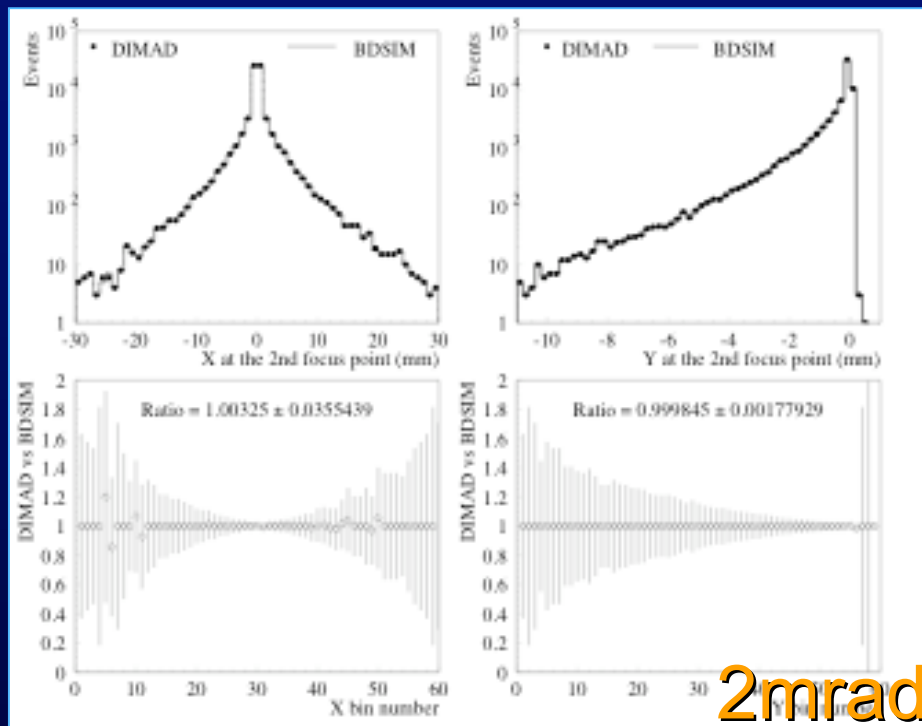 DIMAD BDSIM
Events
10^5
10^4
10^3
10^2
10
1
-30 -20 -10 0 10 20 30
X at the 2nd focus point (mm)
DIMAD BDSIM
Events
10^5
10^4
10^3
10^2
10
1
-10 -8 -6 -4 -2 0
Y at the 2nd focus point (mm)
DIMAD vs BDSIM
Ratio = 1.00325 ± 0.0355439
2
1.8
1.6
1.4
1.2
1
0.8
0.6
0.4
0.2
0
0 10 20 30 40 50 60
X bin number
DIMAD vs BDSIM
Ratio = 0.999845 ± 0.00177929
2
1.8
1.6
1.4
1.2
1
0.8
0.6
0.4
0.2
0
0 10 20 30
Y bin
2mrad